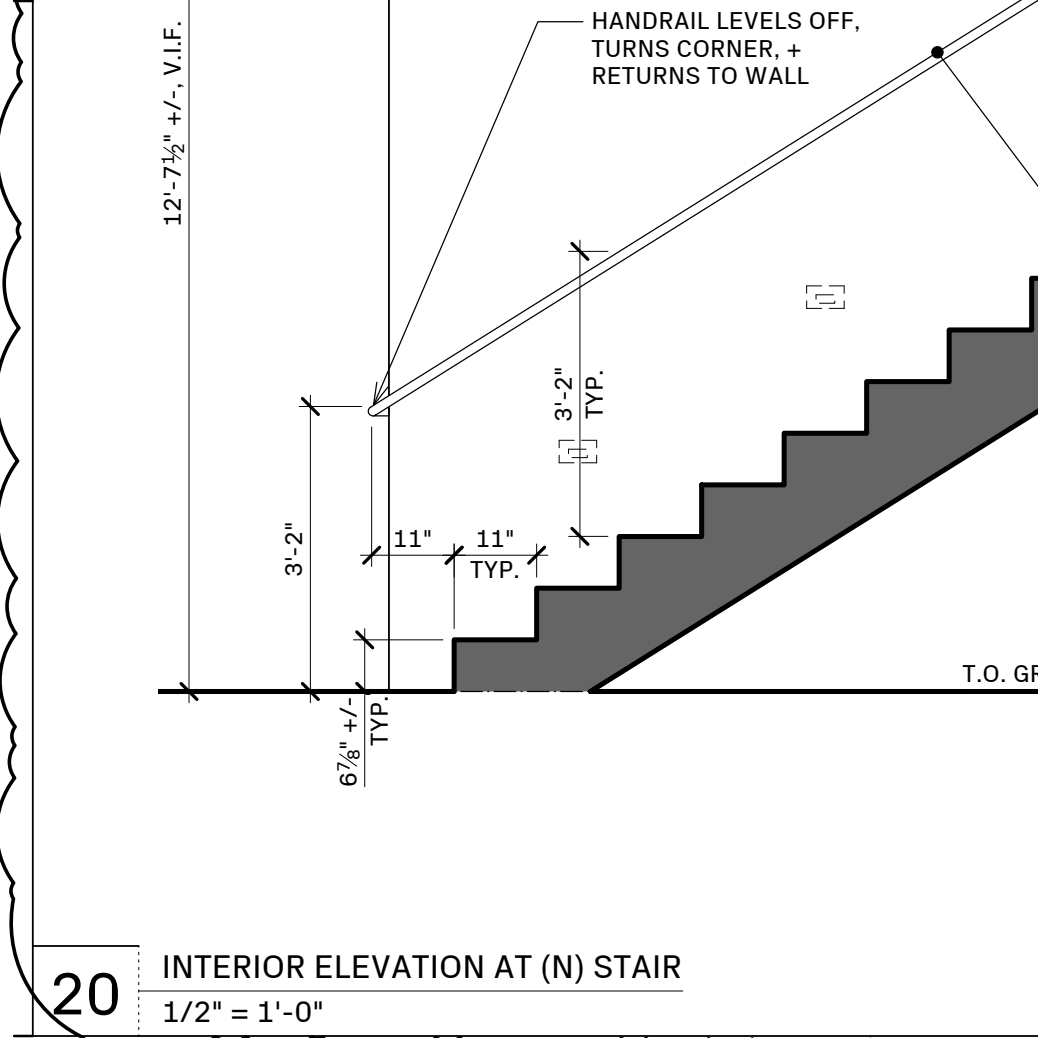 HANDRAIL LEVELS OFF,
TURNS CORNER, +
RETURNS TO WALL
12'-7½" +/-, V.I.F.
3'-2"
TYP.
3'-2"
11"
11"
TYP.
6⅞" +/-
TYP.
T.O.
20
INTERIOR ELEVATION AT (N) STAIR
1/2" = 1'-0"